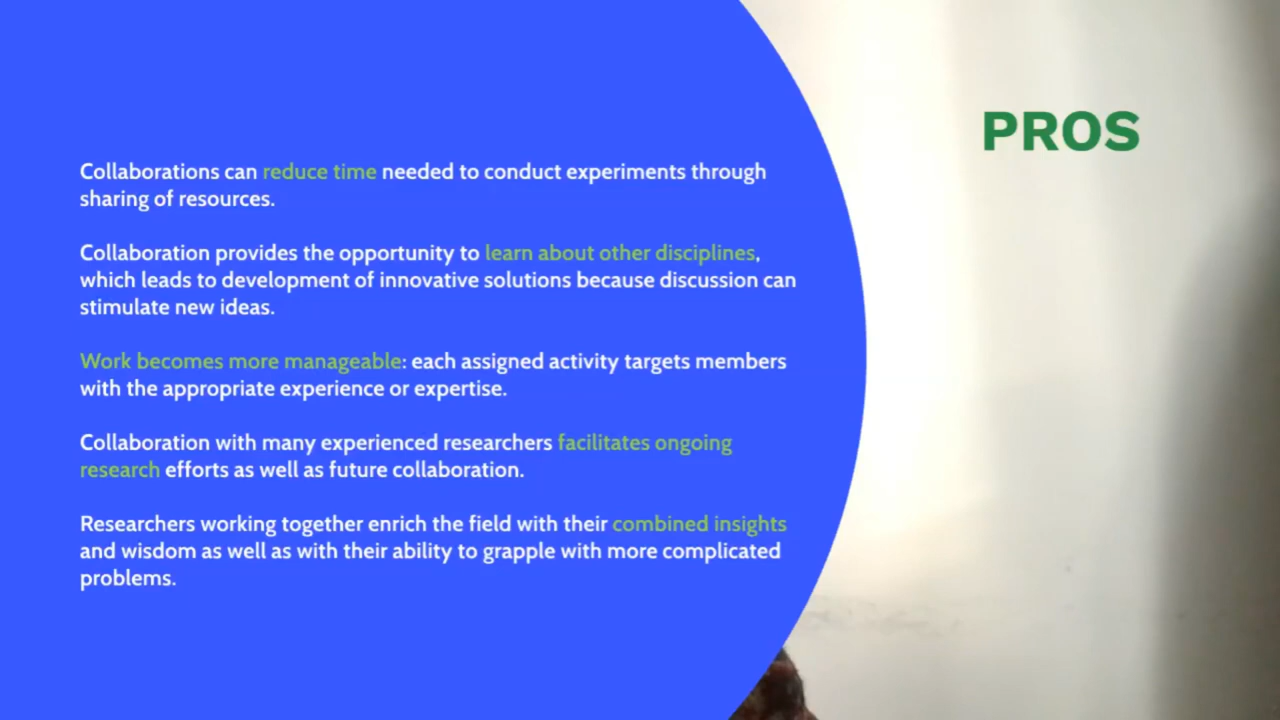 PROS
Collaborations can reduce time needed to conduct experiments through
sharing of resources.
Collaboration provides the opportunity to learn about other disciplines,
which leads to development of innovative solutions because discussion can
stimulate new ideas.
Work becomes more manageable: each assigned activity targets members
with the appropriate experience or expertise.
Collaboration with many experienced researchers facilitates ongoing
research efforts as well as future collaboration.
Researchers working together enrich the field with their combined insights
and wisdom as well as with their ability to grapple with more complicated
problems.